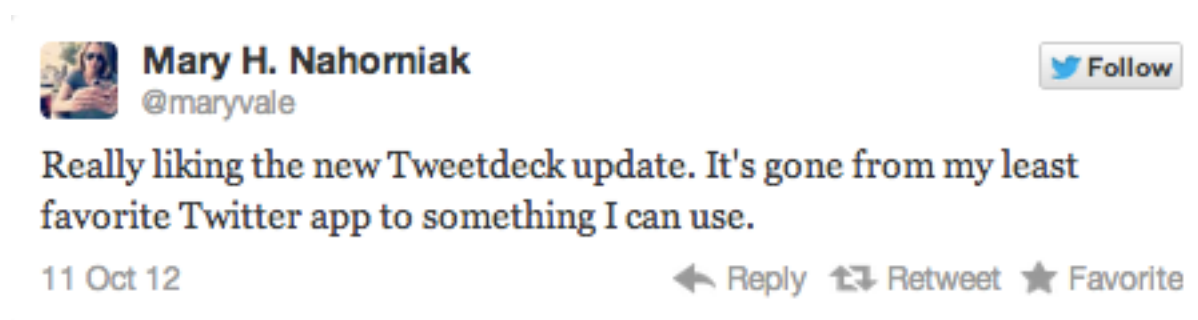 Mary H. Nahorniak
Follow
@maryvale
Really liking the new Tweetdeck update. It's gone from my least
favorite Twitter app to something I can use.
11 Oct 12 Reply Retweet Favorite